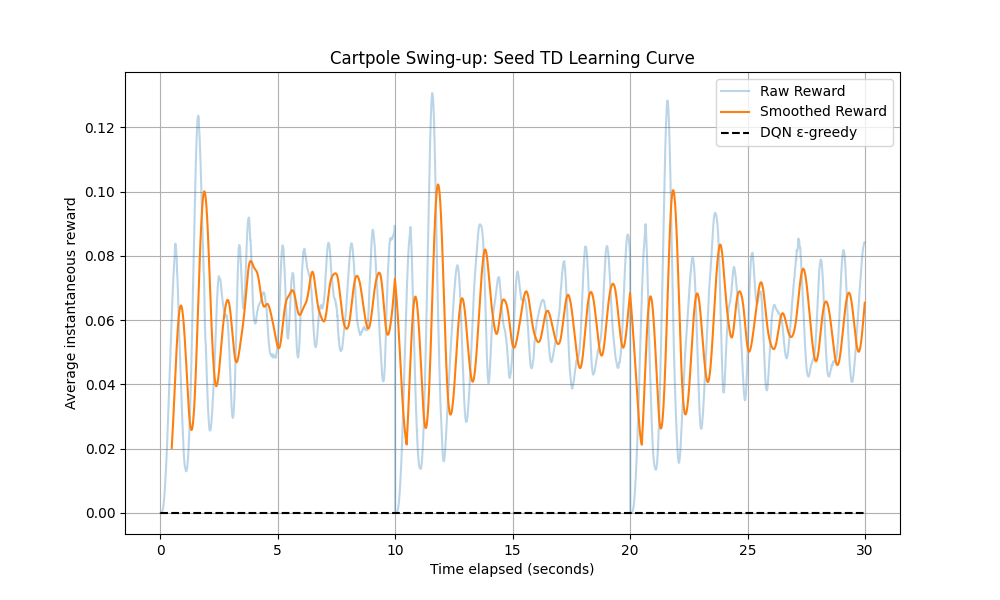 Cartpole Swing-up: Seed TD Learning Curve
Raw Reward
Smoothed Reward
DQN ε-greedy
Average instantaneous reward
0.12
0.10
0.08
0.06
0.04
0.02
0.00
0 5 10 15 20 25 30
Time elapsed (seconds)